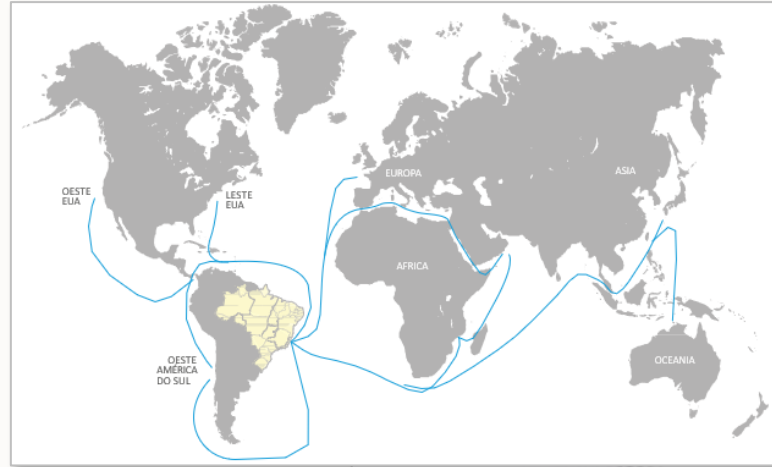 OESTE
EUA
LESTE
EUA
EUROPA
ASIA
AFRICA
OESTE
AMÉRICA
DO SUL
OCEANIA